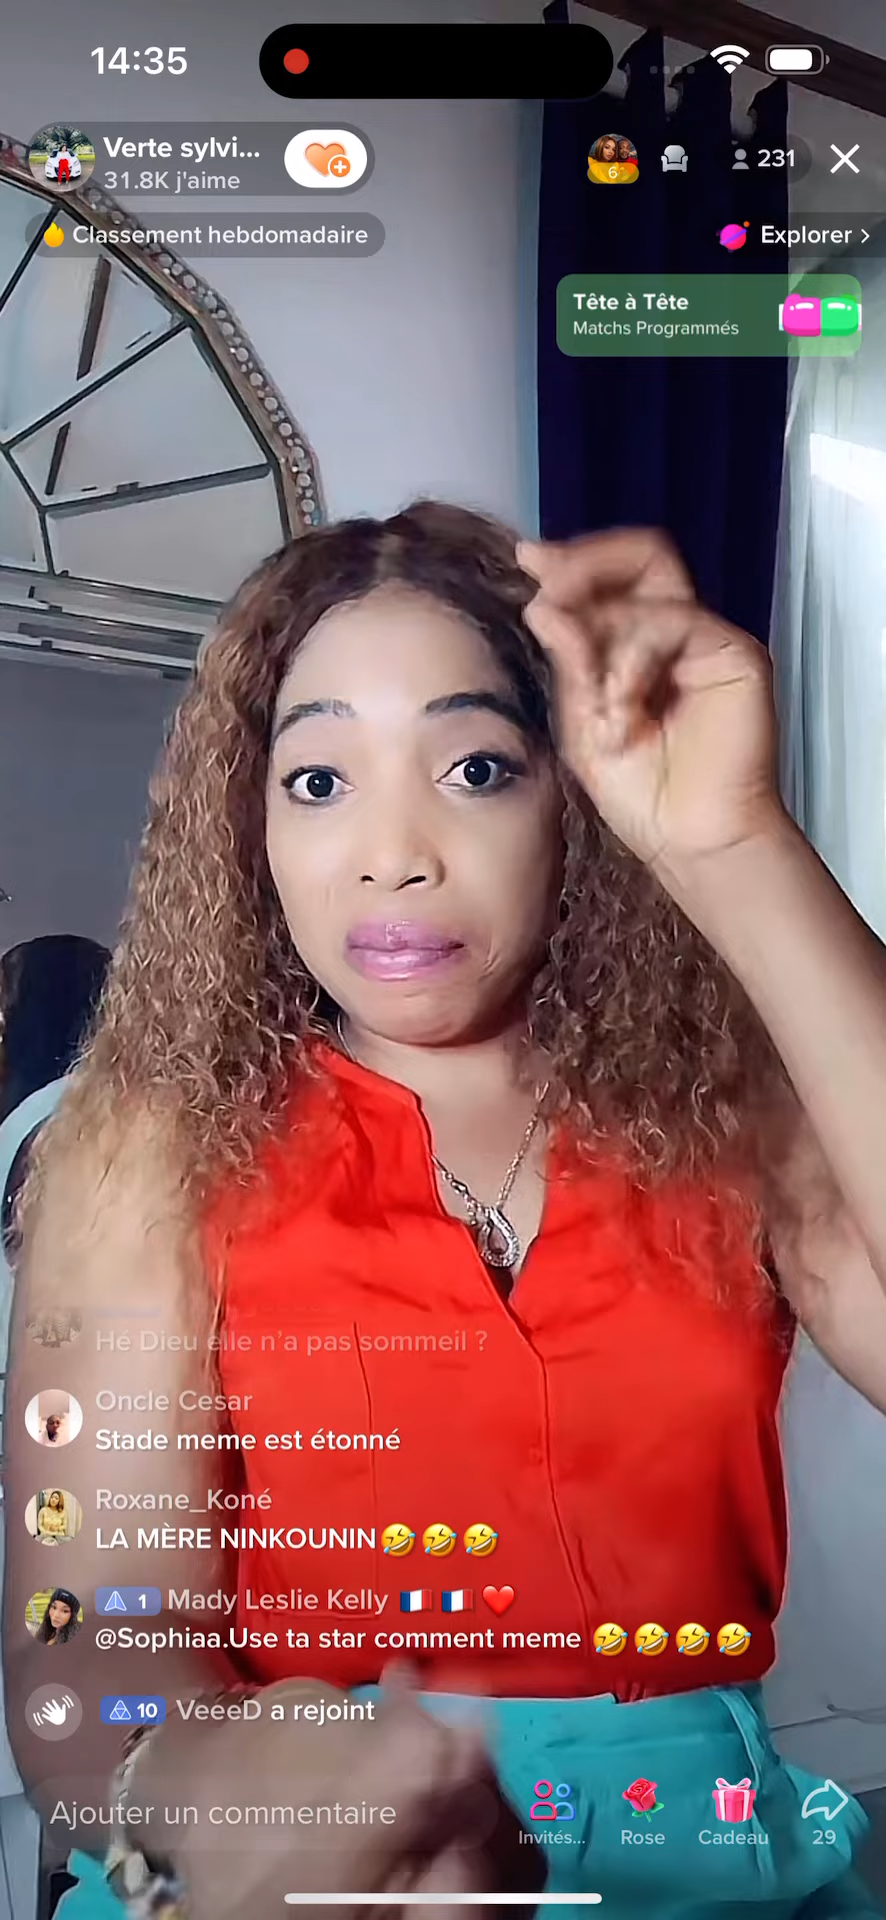 14:35
Verte sylvi...
31.8K j'aime
6
231
Classement hebdomadaire
Explorer >
Tête à Tête
Matchs Programmés
Hé Dieu elle n'a pas sommeil ?
Oncle Cesar
Stade meme est étonné
Roxane_Koné
LA MÈRE NINKOUNIN🤣🤣🤣
1 Mady Leslie Kelly 🇫🇷 🇫🇷 ❤️
@Sophiaa.Use ta star comment meme 🤣🤣🤣🤣
10 VeeeD a rejoint
Ajouter un commentaire
Invités...
Rose
Cadeau
29